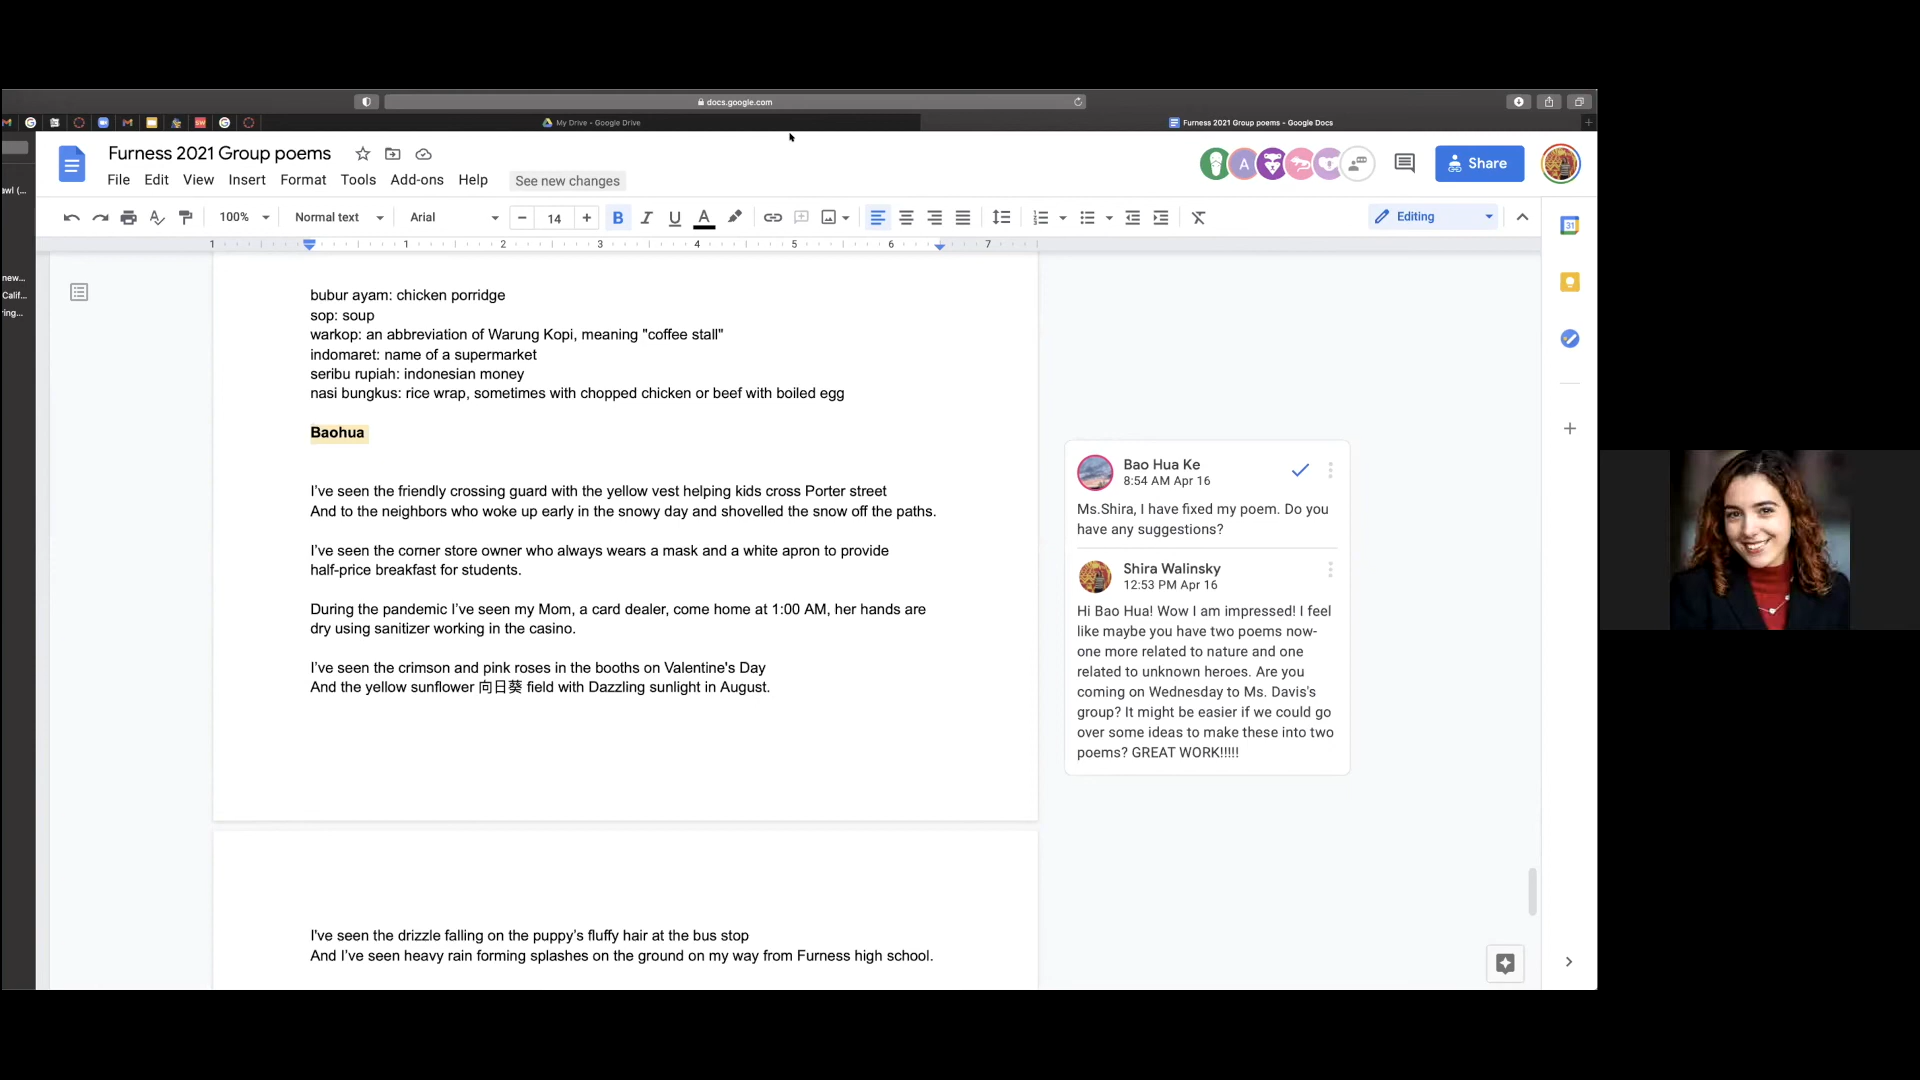 docs.google.com
My Drive - Google Drive
Furness 2021 Group poems - Google Docs
Furness 2021 Group poems
File Edit View Insert Format Tools Add-ons Help See new changes
A
Share
100% Normal text Arial 14 B I U A Editing
1 1 2 3 4 5 6 7
31
new...
Calif...
ring...
bubur ayam: chicken porridge
sop: soup
warkop: an abbreviation of Warung Kopi, meaning "coffee stall"
indomaret: name of a supermarket
seribu rupiah: indonesian money
nasi bungkus: rice wrap, sometimes with chopped chicken or beef with boiled egg
Baohua
I've seen the friendly crossing guard with the yellow vest helping kids cross Porter street
And to the neighbors who woke up early in the snowy day and shovelled the snow off the paths.
I've seen the corner store owner who always wears a mask and a white apron to provide
half-price breakfast for students.
During the pandemic I've seen my Mom, a card dealer, come home at 1:00 AM, her hands are
dry using sanitizer working in the casino.
I've seen the crimson and pink roses in the booths on Valentine's Day
And the yellow sunflower 向日葵 field with Dazzling sunlight in August.
I've seen the drizzle falling on the puppy's fluffy hair at the bus stop
And I've seen heavy rain forming splashes on the ground on my way from Furness high school.
Bao Hua Ke
8:54 AM Apr 16
Ms.Shira, I have fixed my poem. Do you
have any suggestions?
Shira Walinsky
12:53 PM Apr 16
Hi Bao Hua! Wow I am impressed! I feel
like maybe you have two poems now-
one more related to nature and one
related to unknown heroes. Are you
coming on Wednesday to Ms. Davis's
group? It might be easier if we could go
over some ideas to make these into two
poems? GREAT WORK!!!!!